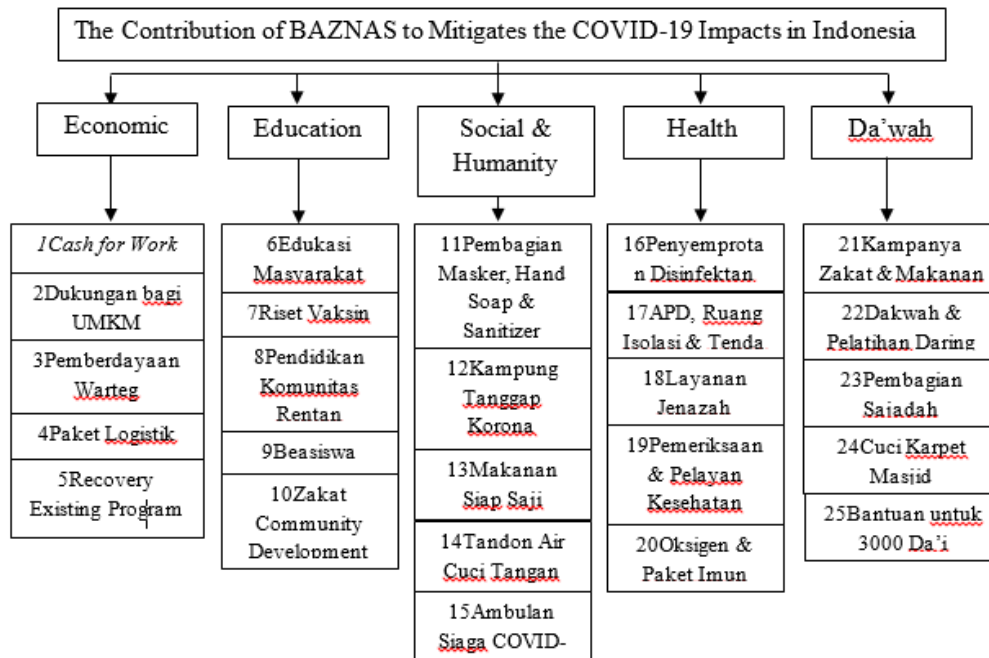 The Contribution of BAZNAS to Mitigates the COVID-19 Impacts in Indonesia
Economic
1Cash for Work
2Dukungan bagi
UMKM
3Pemberdayaan
Warteg
4Paket Logistik
5Recovery
Existing Program
Education
6Edukasi
Masyarakat
7Riset Vaksin
8Pendidikan
Komunitas
Rentan
9Beasiswa
10Zakat
Community
Development
Social &
Humanity
11Pembagian
Masker, Hand
Soap &
Sanitizer
12Kampung
Tanggap
Korona
13Makanan
Siap Saji
14Tandon Air
Cuci Tangan
15Ambulan
Siaga COVID-
Health
16Penyemprota
n Disinfektan
17APD, Ruang
Isolasi & Tenda
18Layanan
Jenazah
19Pemeriksaan
& Pelayan
Kesehatan
20Oksigen &
Paket Imun
Da’wah
21Kampanya
Zakat & Makanan
22Dakwah &
Pelatihan Daring
23Pembagian
Sajadah
24Cuci Karpet
Masjid
25Bantuan untuk
3000 Da’i